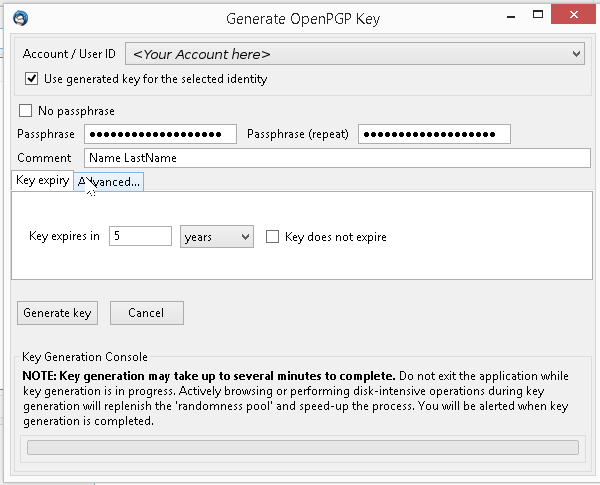 Generate OpenPGP Key
Account / User ID <Your Account here>
Use generated key for the selected identity
No passphrase
Passphrase ●●●●●●●●●●●●●●●●●●● Passphrase (repeat) ●●●●●●●●●●●●●●●●●●●
Comment Name LastName
Key expiry Advanced...
Key expires in 5 years Key does not expire
Generate key Cancel
Key Generation Console
NOTE: Key generation may take up to several minutes to complete. Do not exit the application while
key generation is in progress. Actively browsing or performing disk-intensive operations during key
generation will replenish the 'randomness pool' and speed-up the process. You will be alerted when key
generation is completed.